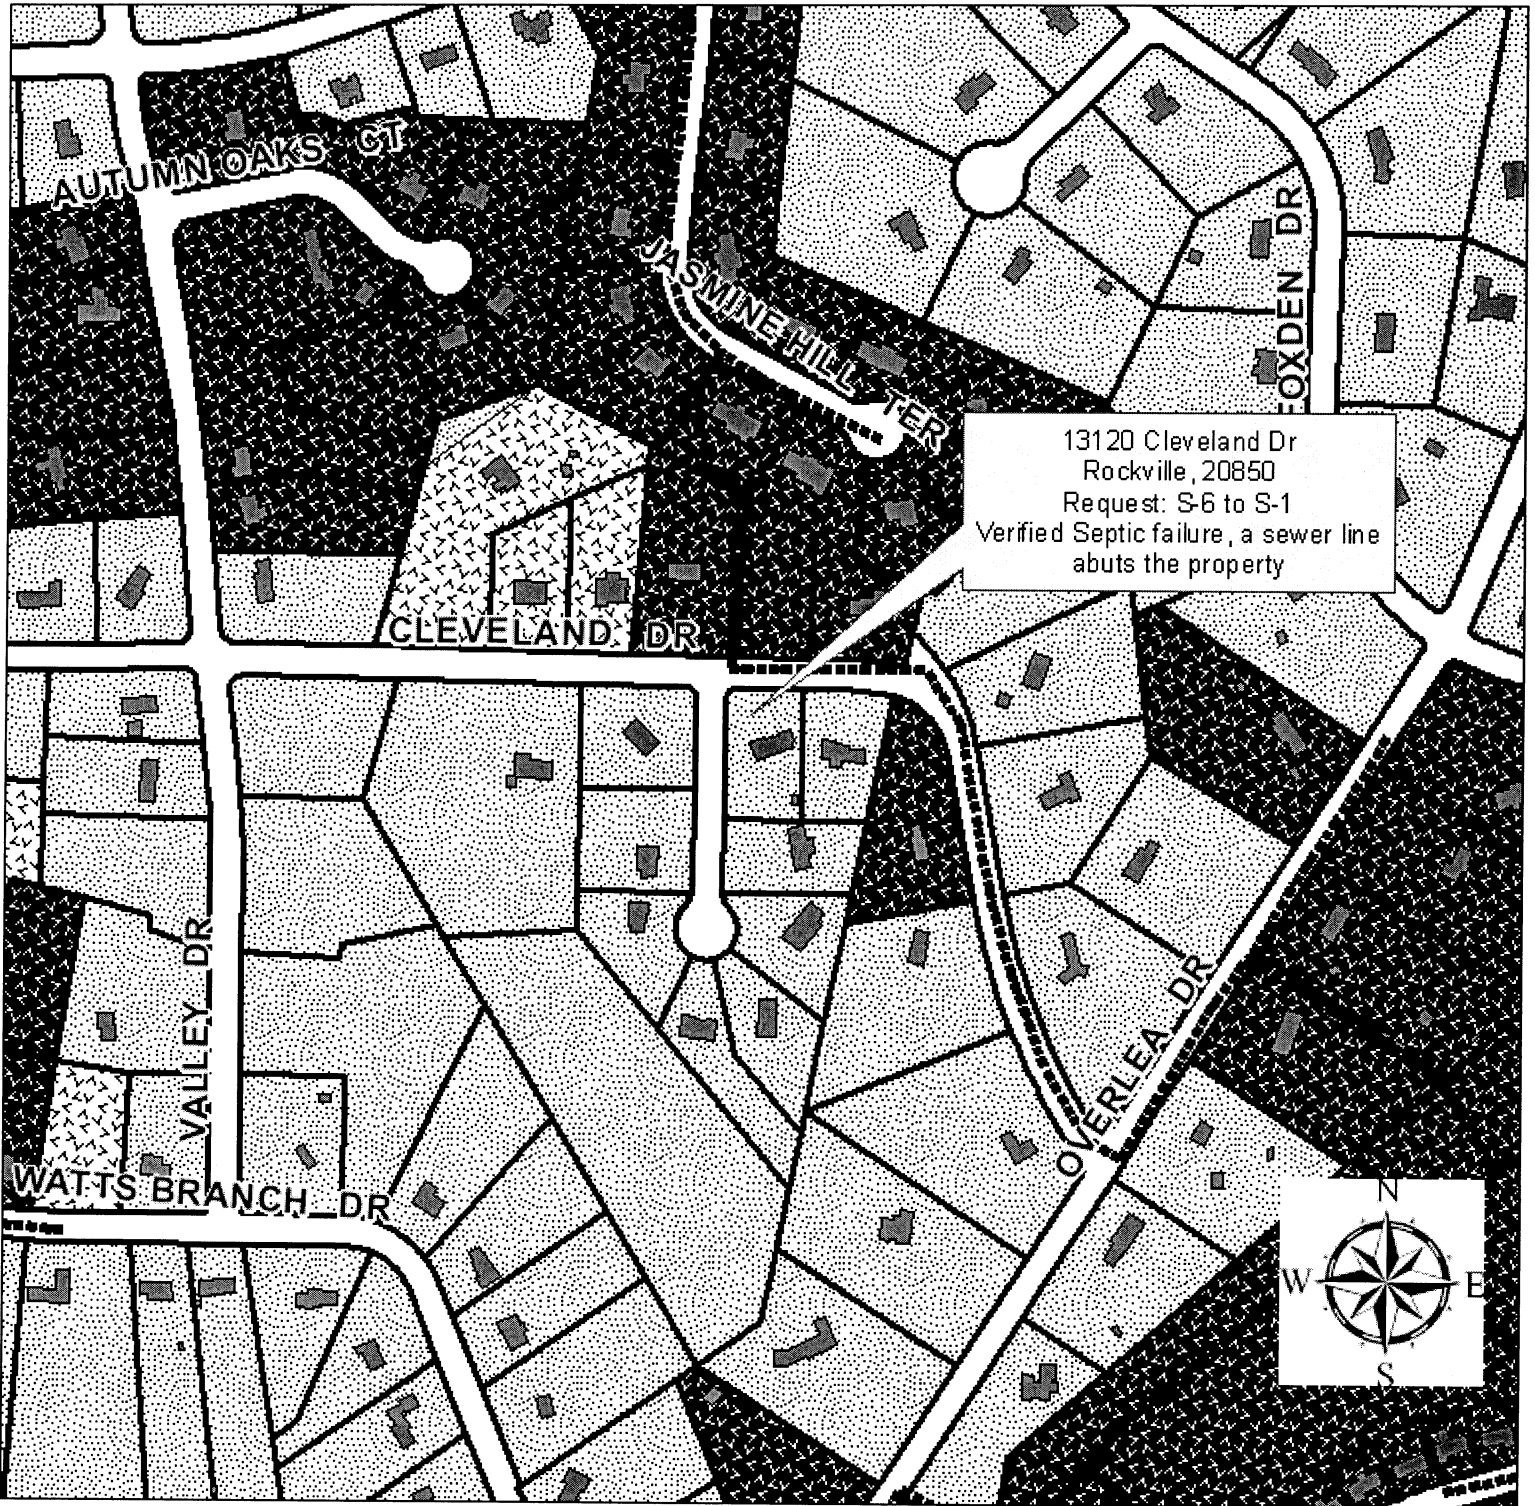 AUTUMN OAKS CT
JASMINE HILL TER
FOXDEN DR
13120 Cleveland Dr
Rockville, 20850
Request: S-6 to S-1
Verified Septic failure, a sewer line
abuts the property
CLEVELAND DR
VALLEY DR
OVERLEA DR
WATTS BRANCH DR
N
W E
S